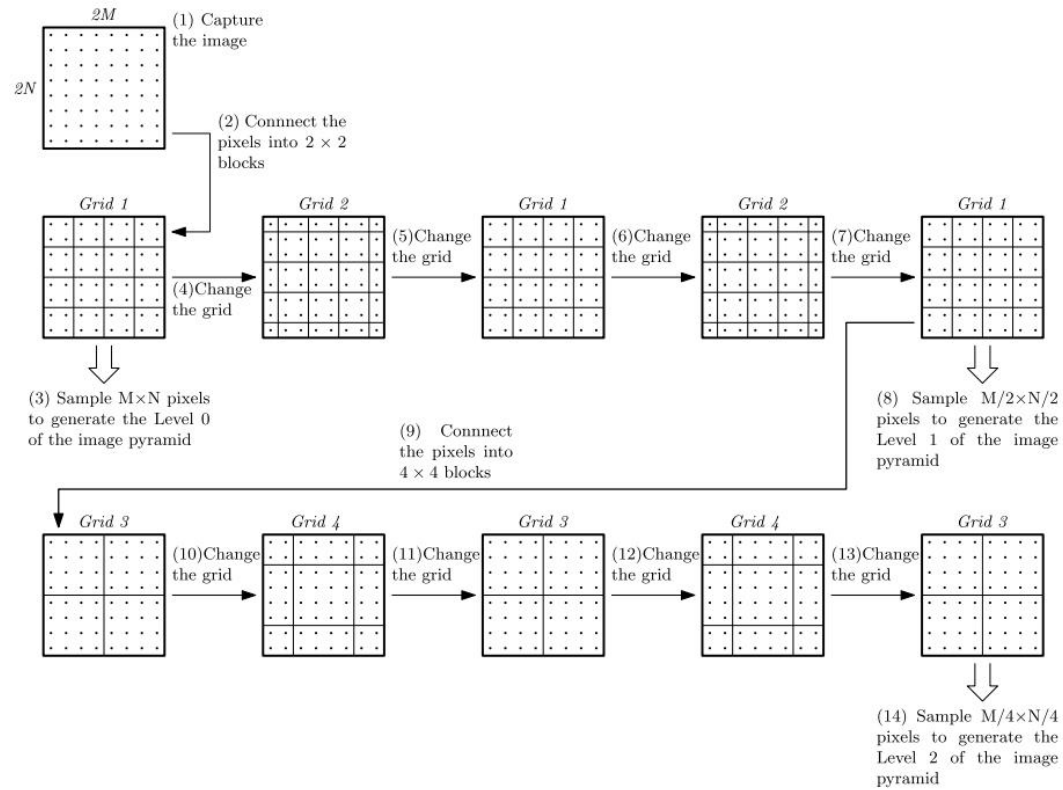 2M
(1) Capture
the image
2N
(2) Connnect the
pixels into 2 × 2
blocks
Grid 1
Grid 2
Grid 1
Grid 2
Grid 1
(4)Change
the grid
(5)Change
the grid
(6)Change
the grid
(7)Change
the grid
(3) Sample M×N pixels
to generate the Level 0
of the image pyramid
(8) Sample M/2×N/2
pixels to generate the
Level 1 of the image
pyramid
(9) Connnect
the pixels into
4 × 4 blocks
Grid 3
Grid 4
Grid 3
Grid 4
Grid 3
(10)Change
the grid
(11)Change
the grid
(12)Change
the grid
(13)Change
the grid
(14) Sample M/4×N/4
pixels to generate the
Level 2 of the image
pyramid